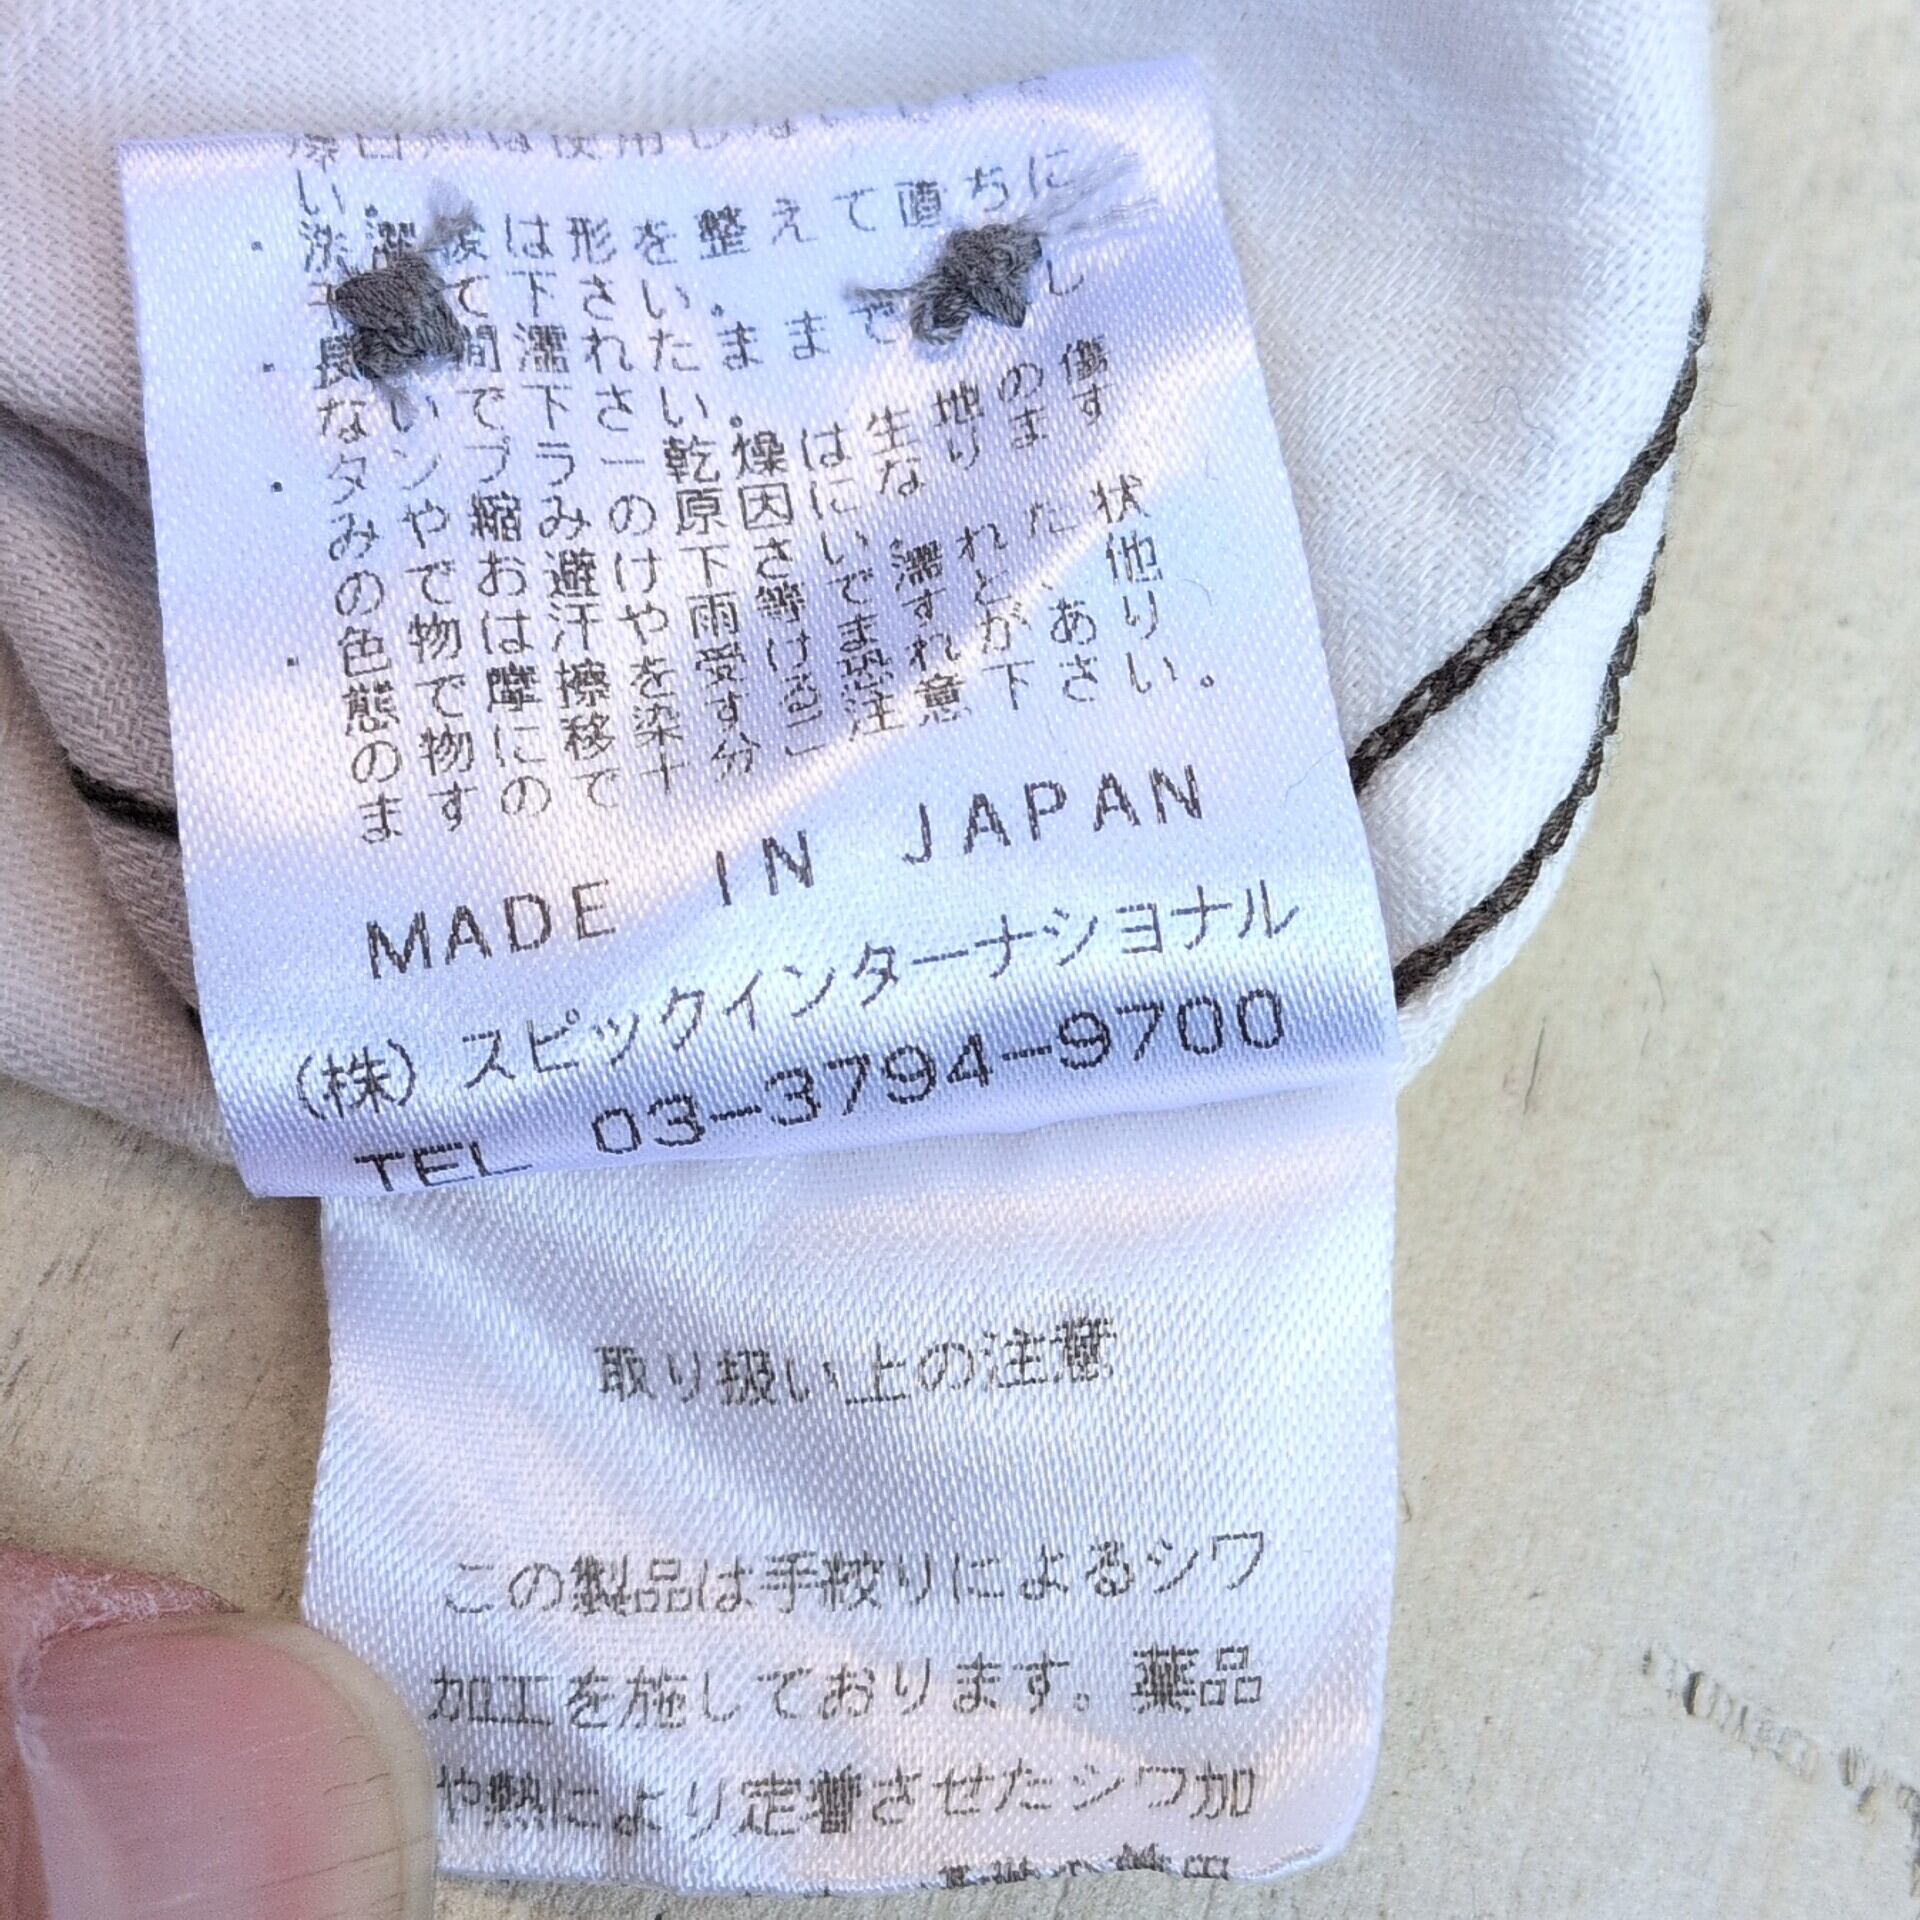 い。
・洗濯後は形を整えて直ちに
て下さい。
・長時間濡れたままで
ないで下さい。
・タンブラー乾燥は生地の傷
みや縮みの原因になります
のでお避け下さい。
・色物は汗や雨等で濡れた状
態で摩擦を受けますと、他
の物に移染する恐れがあり
ますので十分ご注意下さい。
MADE IN JAPAN
(株)スピックインターナショナル
TEL 03-3794-9700
取り扱い上の注意
この製品は手絞りによるシワ
加工を施しております。薬品
や熱により定着させたシワ加